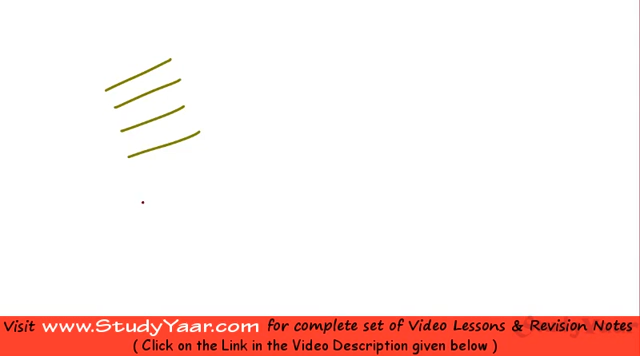 Visit www.StudyYaar.com for complete set of Video Lessons & Revision Notes
( Click on the Link in the Video Description given below )